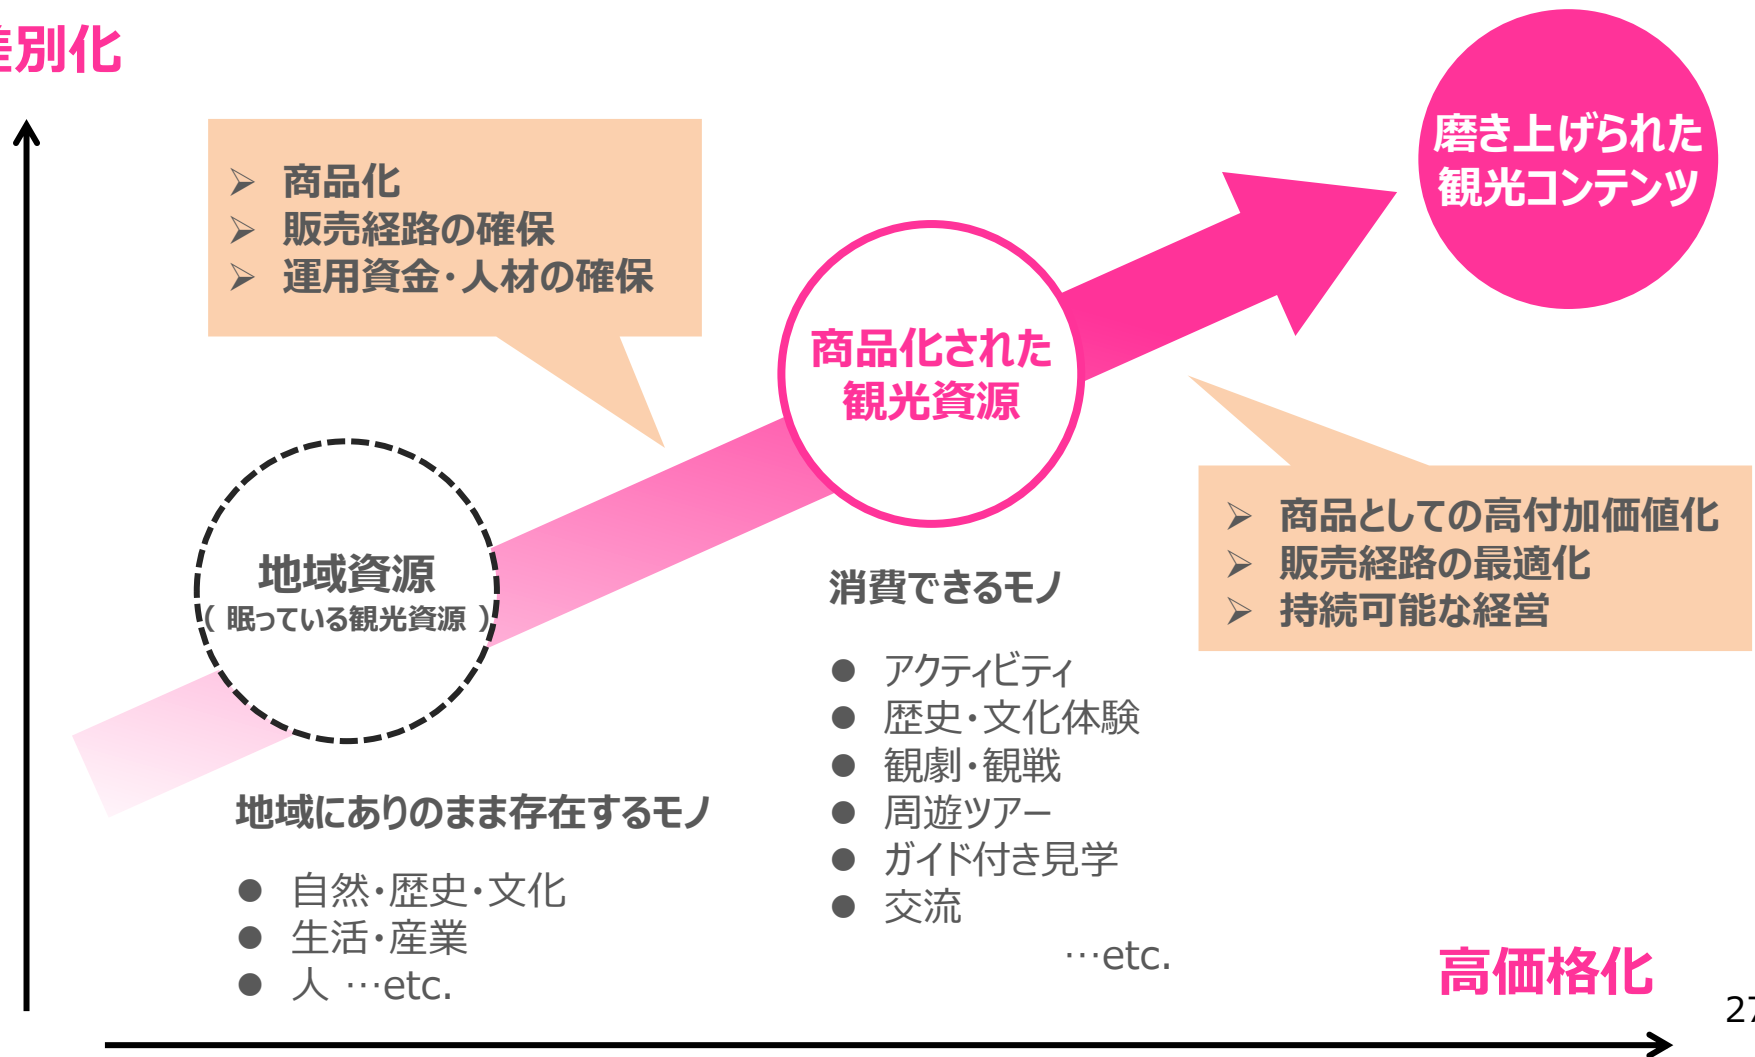 差別化
磨き上げられた
観光コンテンツ
➢ 商品化
➢ 販売経路の確保
➢ 運用資金・人材の確保
商品化された
観光資源
➢ 商品としての高付加価値化
➢ 販売経路の最適化
➢ 持続可能な経営
地域資源
（ 眠っている観光資源 ）
消費できるモノ
● アクティビティ
● 歴史・文化体験
● 観劇・観戦
● 周遊ツアー
● ガイド付き見学
● 交流
…etc.
地域にありのまま存在するモノ
● 自然・歴史・文化
● 生活・産業
● 人 …etc.
高価格化
27